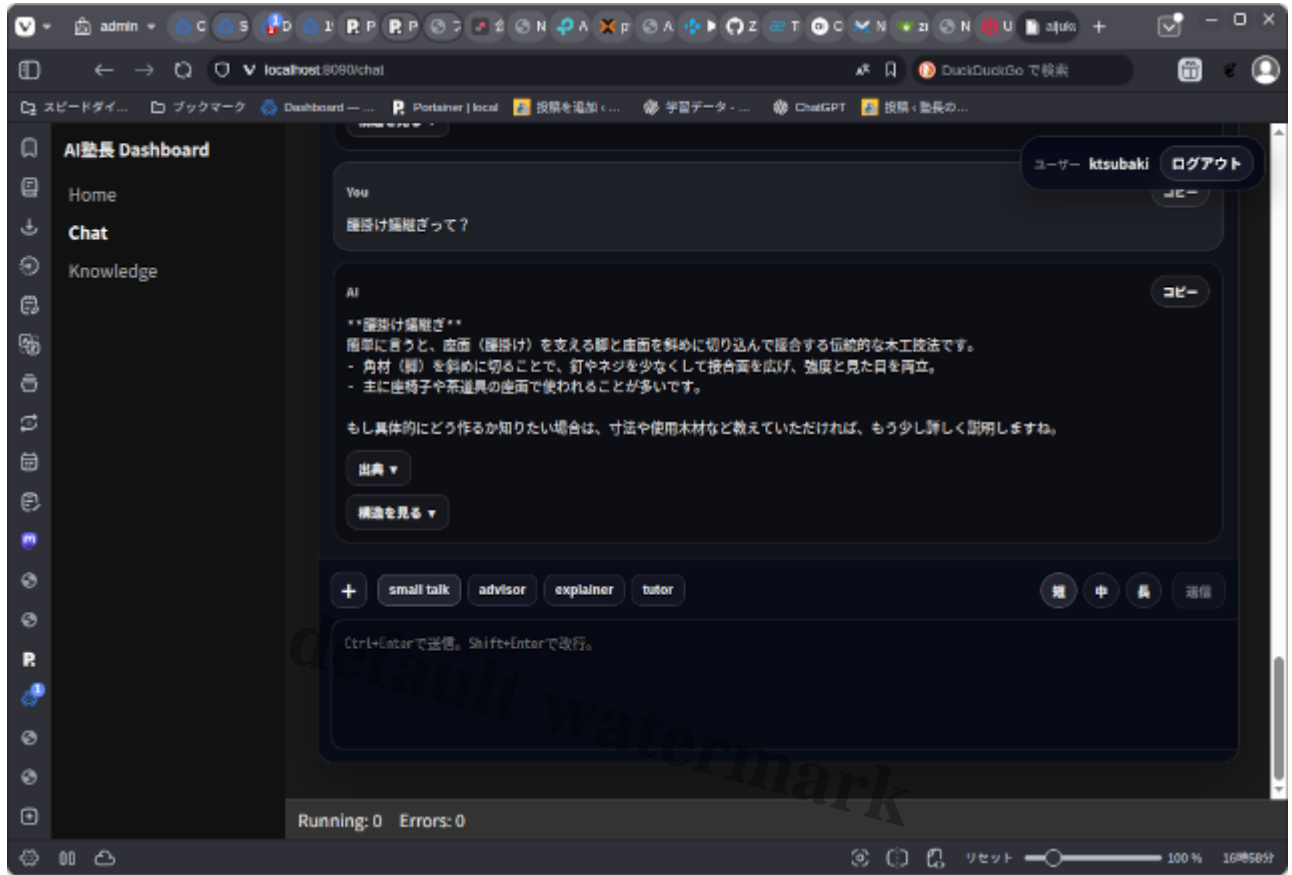 admin
localhost:8090/chat
DuckDuckGo で検索
スピードダイ... ブックマーク Dashboard — ... Portainer | local 投稿を追加 ‹ ... 学習データ - ... ChatGPT 投稿 ‹ 塾長の...
AI塾長 Dashboard
Home
Chat
Knowledge
ユーザー ktsubaki ログアウト
You
コピー
腰掛け蟻継ぎって？
AI
コピー
**腰掛け蟻継ぎ**
簡単に言うと、座面（腰掛け）を支える脚と座面を斜めに切り込んで接合する伝統的な木工技法です。
- 角材（脚）を斜めに切ることで、釘やネジを少なくして接合面を広げ、強度と見た目を両立。
- 主に座椅子や茶道具の座面で使われることが多いです。
もし具体的にどう作るか知りたい場合は、寸法や使用木材など教えていただければ、もう少し詳しく説明しますね。
出典 ▼
構造を見る ▼
+ small talk advisor explainer tutor 短 中 長 送信
Ctrl+Enterで送信。Shift+Enterで改行。
default watermark
Running: 0 Errors: 0
リセット 100 % 16時58分